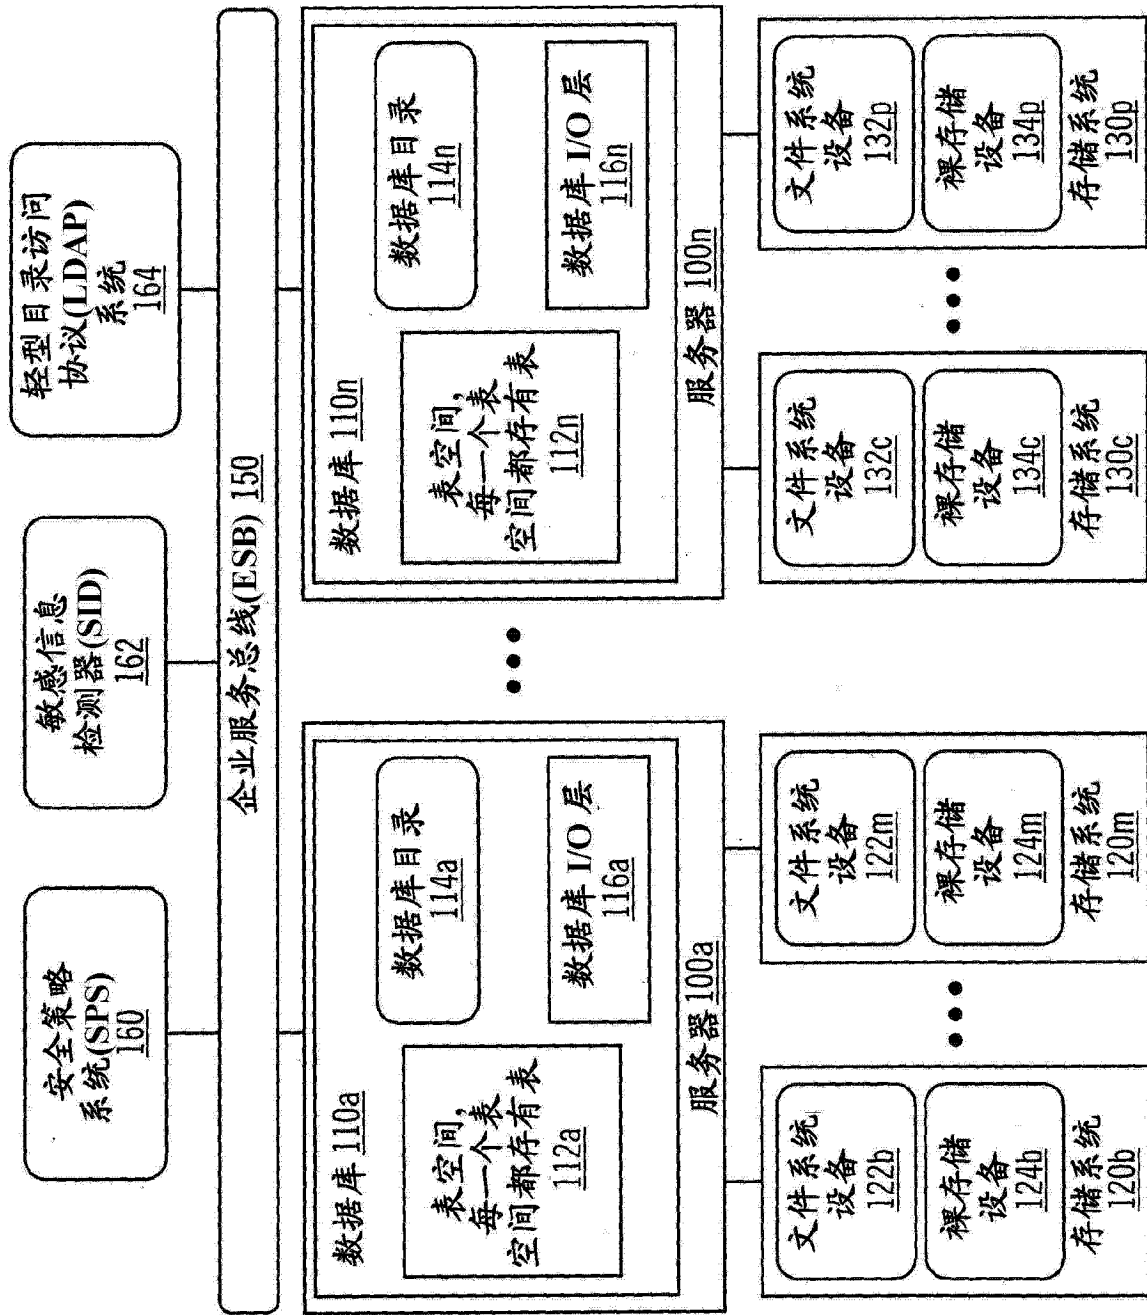 安全策略
系统(SPS)
160
敏感信息
检测器(SID)
162
轻型目录访问
协议(LDAP)
系统
164
企业服务总线(ESB) 150
数据库 110a
表空间,
每一个表
空间都存有表
112a
数据库目录
114a
数据库 I/O 层
116a
服务器 100a
数据库 110n
表空间,
每一个表
空间都存有表
112n
数据库目录
114n
数据库 I/O 层
116n
服务器 100n
文件系统
设备
122b
裸存储
设备
124b
存储系统
120b
文件系统
设备
122m
裸存储
设备
124m
存储系统
120m
文件系统
设备
132c
裸存储
设备
134c
存储系统
130c
文件系统
设备
132p
裸存储
设备
134p
存储系统
130p